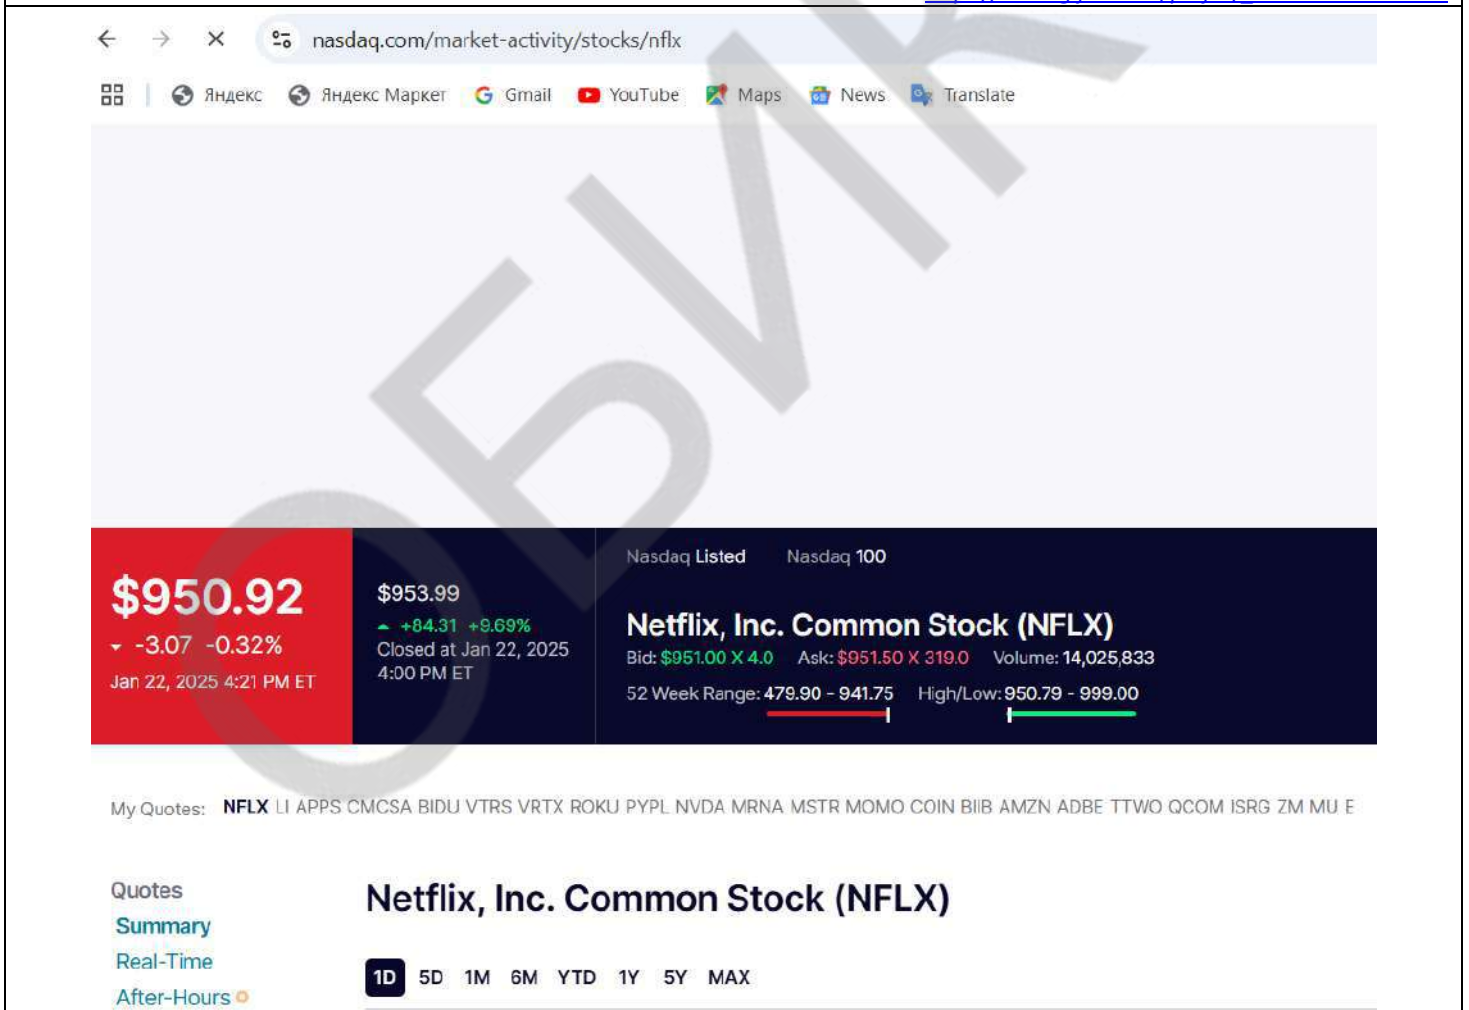 nasdaq.com/market-activity/stocks/nflx
Яндекс Яндекс Маркет Gmail YouTube Maps News Translate
ОБИК
Nasdaq Listed Nasdaq 100
$950.92
-3.07 -0.32%
Jan 22, 2025 4:21 PM ET
$953.99
+84.31 +9.69%
Closed at Jan 22, 2025
4:00 PM ET
Netflix, Inc. Common Stock (NFLX)
Bid: $951.00 X 4.0 Ask: $951.50 X 319.0 Volume: 14,025,833
52 Week Range: 479.90 - 941.75 High/Low: 950.79 - 999.00
My Quotes: NFLX LI APPS CMCSA BIDU VTRS VRTX ROKU PYPL NVDA MRNA MSTR MOMO COIN BIIB AMZN ADBE TTWO QCOM ISRG ZM MU E
Quotes
Summary
Real-Time
After-Hours
Netflix, Inc. Common Stock (NFLX)
1D 5D 1M 6M YTD 1Y 5Y MAX